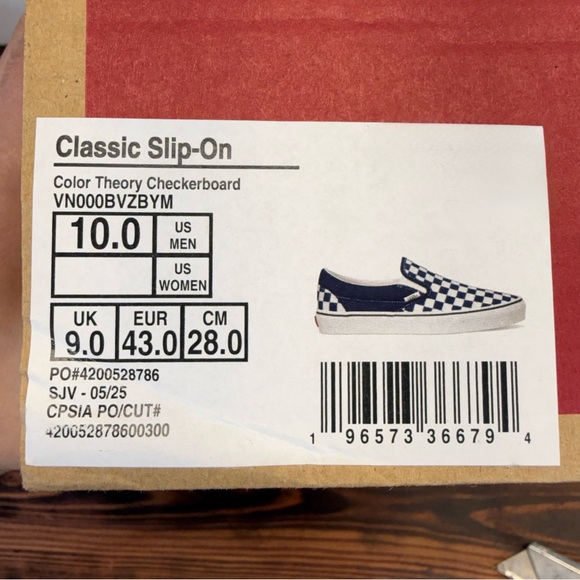 Classic Slip-On
Color Theory Checkerboard
VN000BVZBYM
10.0 US MEN
US WOMEN
UK EUR CM
9.0 43.0 28.0
PO#4200528786
SJV - 05/25
CPSIA PO/CUT#
420052878600300
1 96573 36679 4